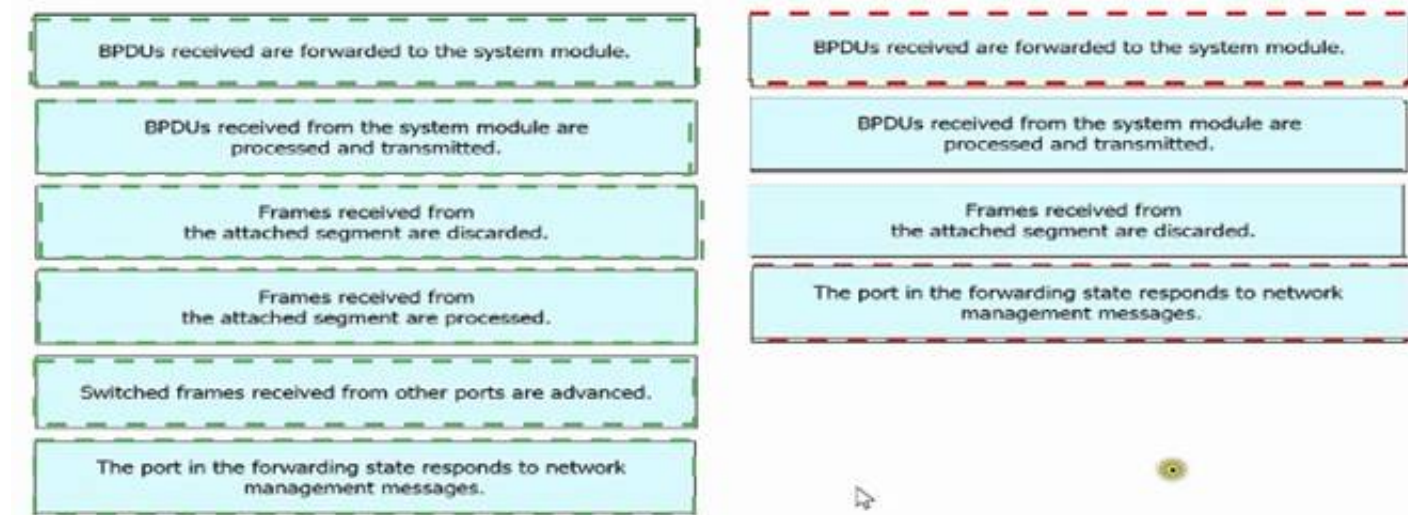 BPDUs received are forwarded to the system module.
BPDUs received from the system module are
processed and transmitted.
Frames received from
the attached segment are discarded.
Frames received from
the attached segment are processed.
Switched frames received from other ports are advanced.
The port in the forwarding state responds to network
management messages.
BPDUs received are forwarded to the system module.
BPDUs received from the system module are
processed and transmitted.
Frames received from
the attached segment are discarded.
The port in the forwarding state responds to network
management messages.